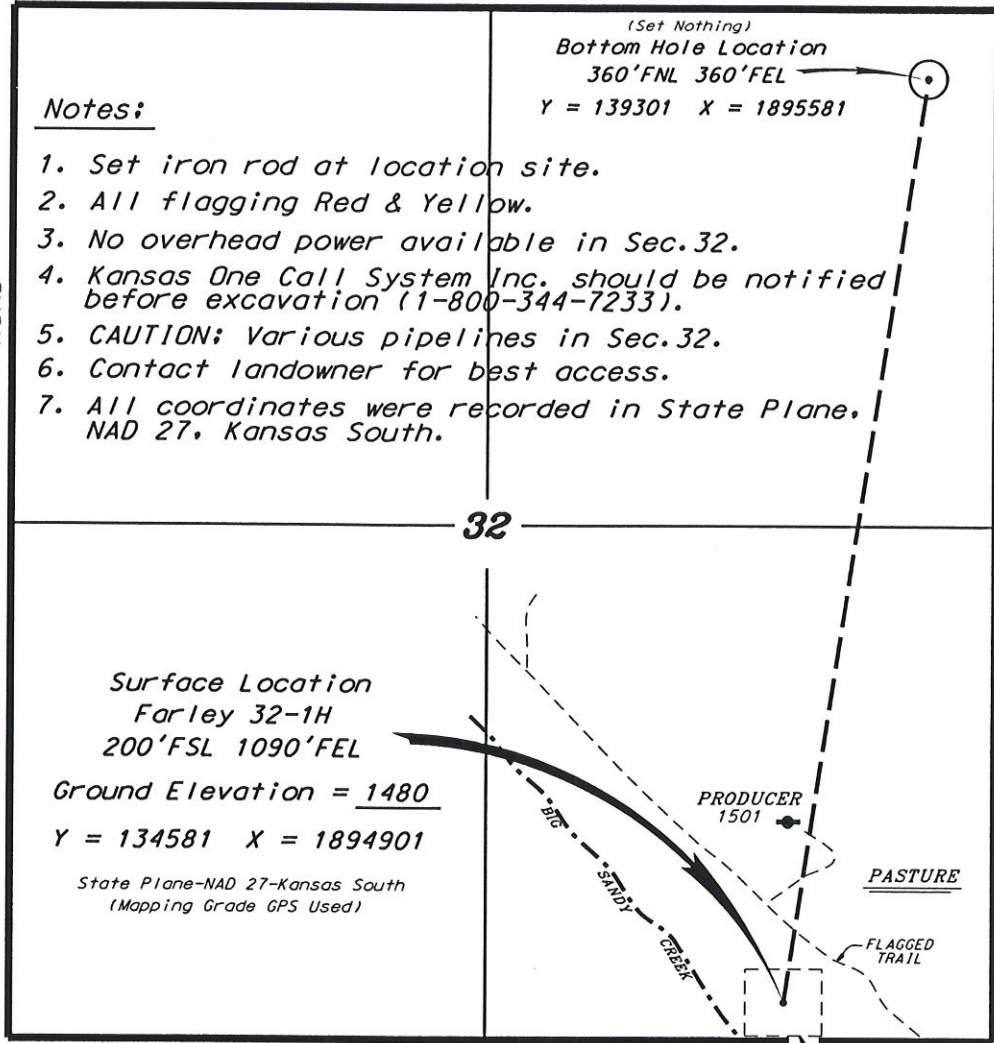 (Set Nothing)
Bottom Hole Location
360'FNL 360'FEL
Y = 139301 X = 1895581
Notes:
1. Set iron rod at location site.
2. All flagging Red & Yellow.
3. No overhead power available in Sec.32.
4. Kansas One Call System Inc. should be notified
before excavation (1-800-344-7233).
5. CAUTION: Various pipelines in Sec.32.
6. Contact landowner for best access.
7. All coordinates were recorded in State Plane,
NAD 27, Kansas South.
32
Surface Location
Farley 32-1H
200'FSL 1090'FEL
Ground Elevation = 1480
Y = 134581 X = 1894901
State Plane-NAD 27-Kansas South
(Mapping Grade GPS Used)
BIG
SANDY
CREEK
PRODUCER
1501
PASTURE
FLAGGED
TRAIL